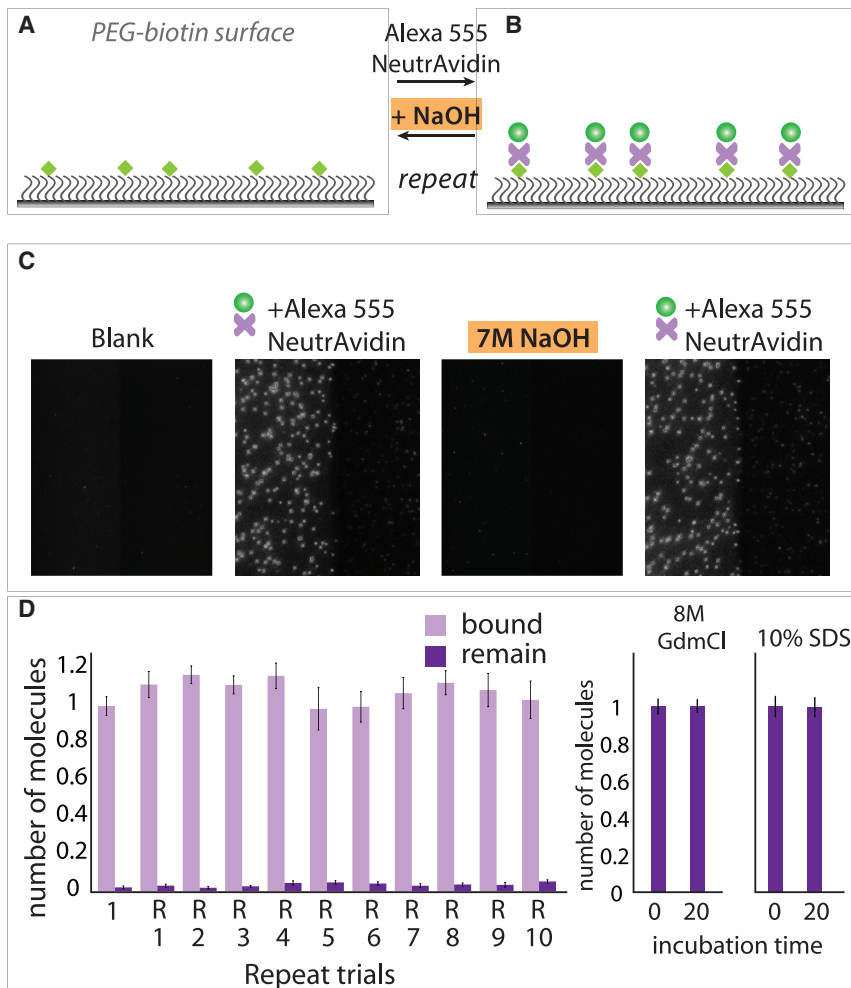 A
PEG-biotin surface
Alexa 555
NeutrAvidin
+ NaOH
repeat
B
C
Blank
+Alexa 555
NeutrAvidin
7M NaOH
+Alexa 555
NeutrAvidin
D
bound
remain
number of molecules
1.2
1
0.8
0.6
0.4
0.2
0
1 R R R R R R R R R R
1 2 3 4 5 6 7 8 9 10
Repeat trials
8M
GdmCl
10% SDS
number of molecules
1
0.8
0.6
0.4
0.2
0
0 20 0 20
incubation time